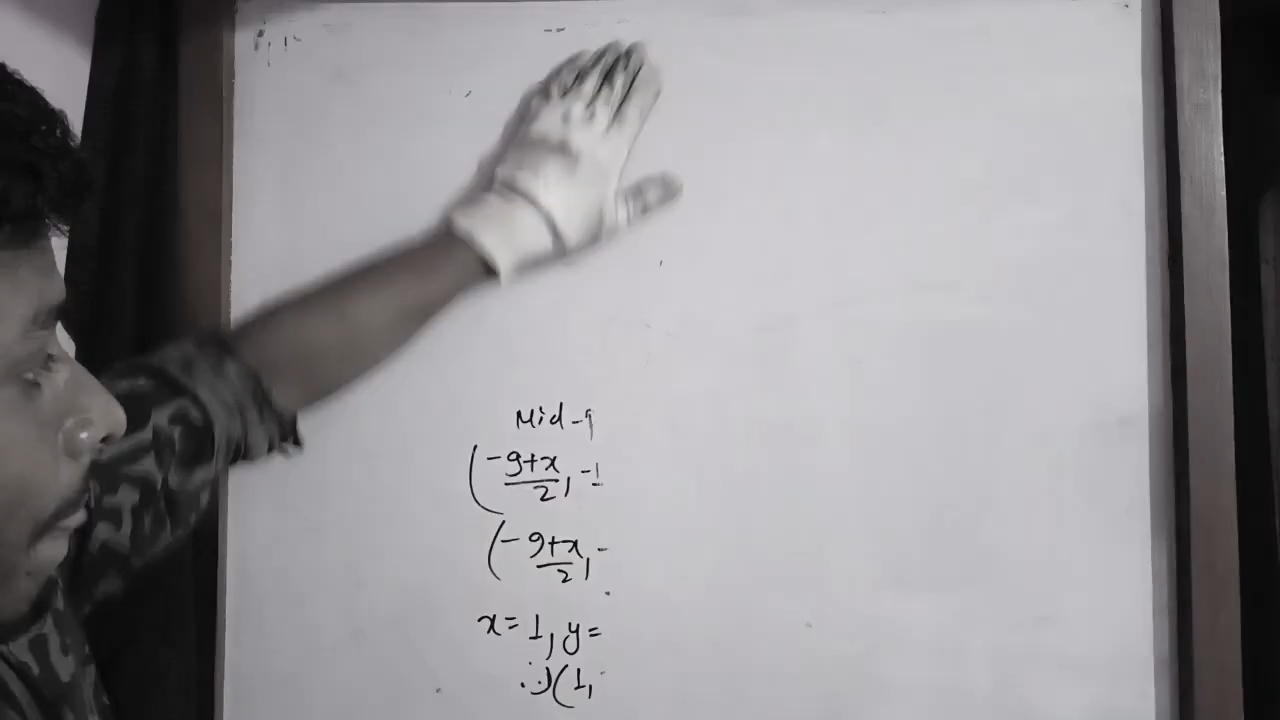 Mid-
(-9+x/2, -1
(-9+x/2, -
x=1, y=
∴ (1,